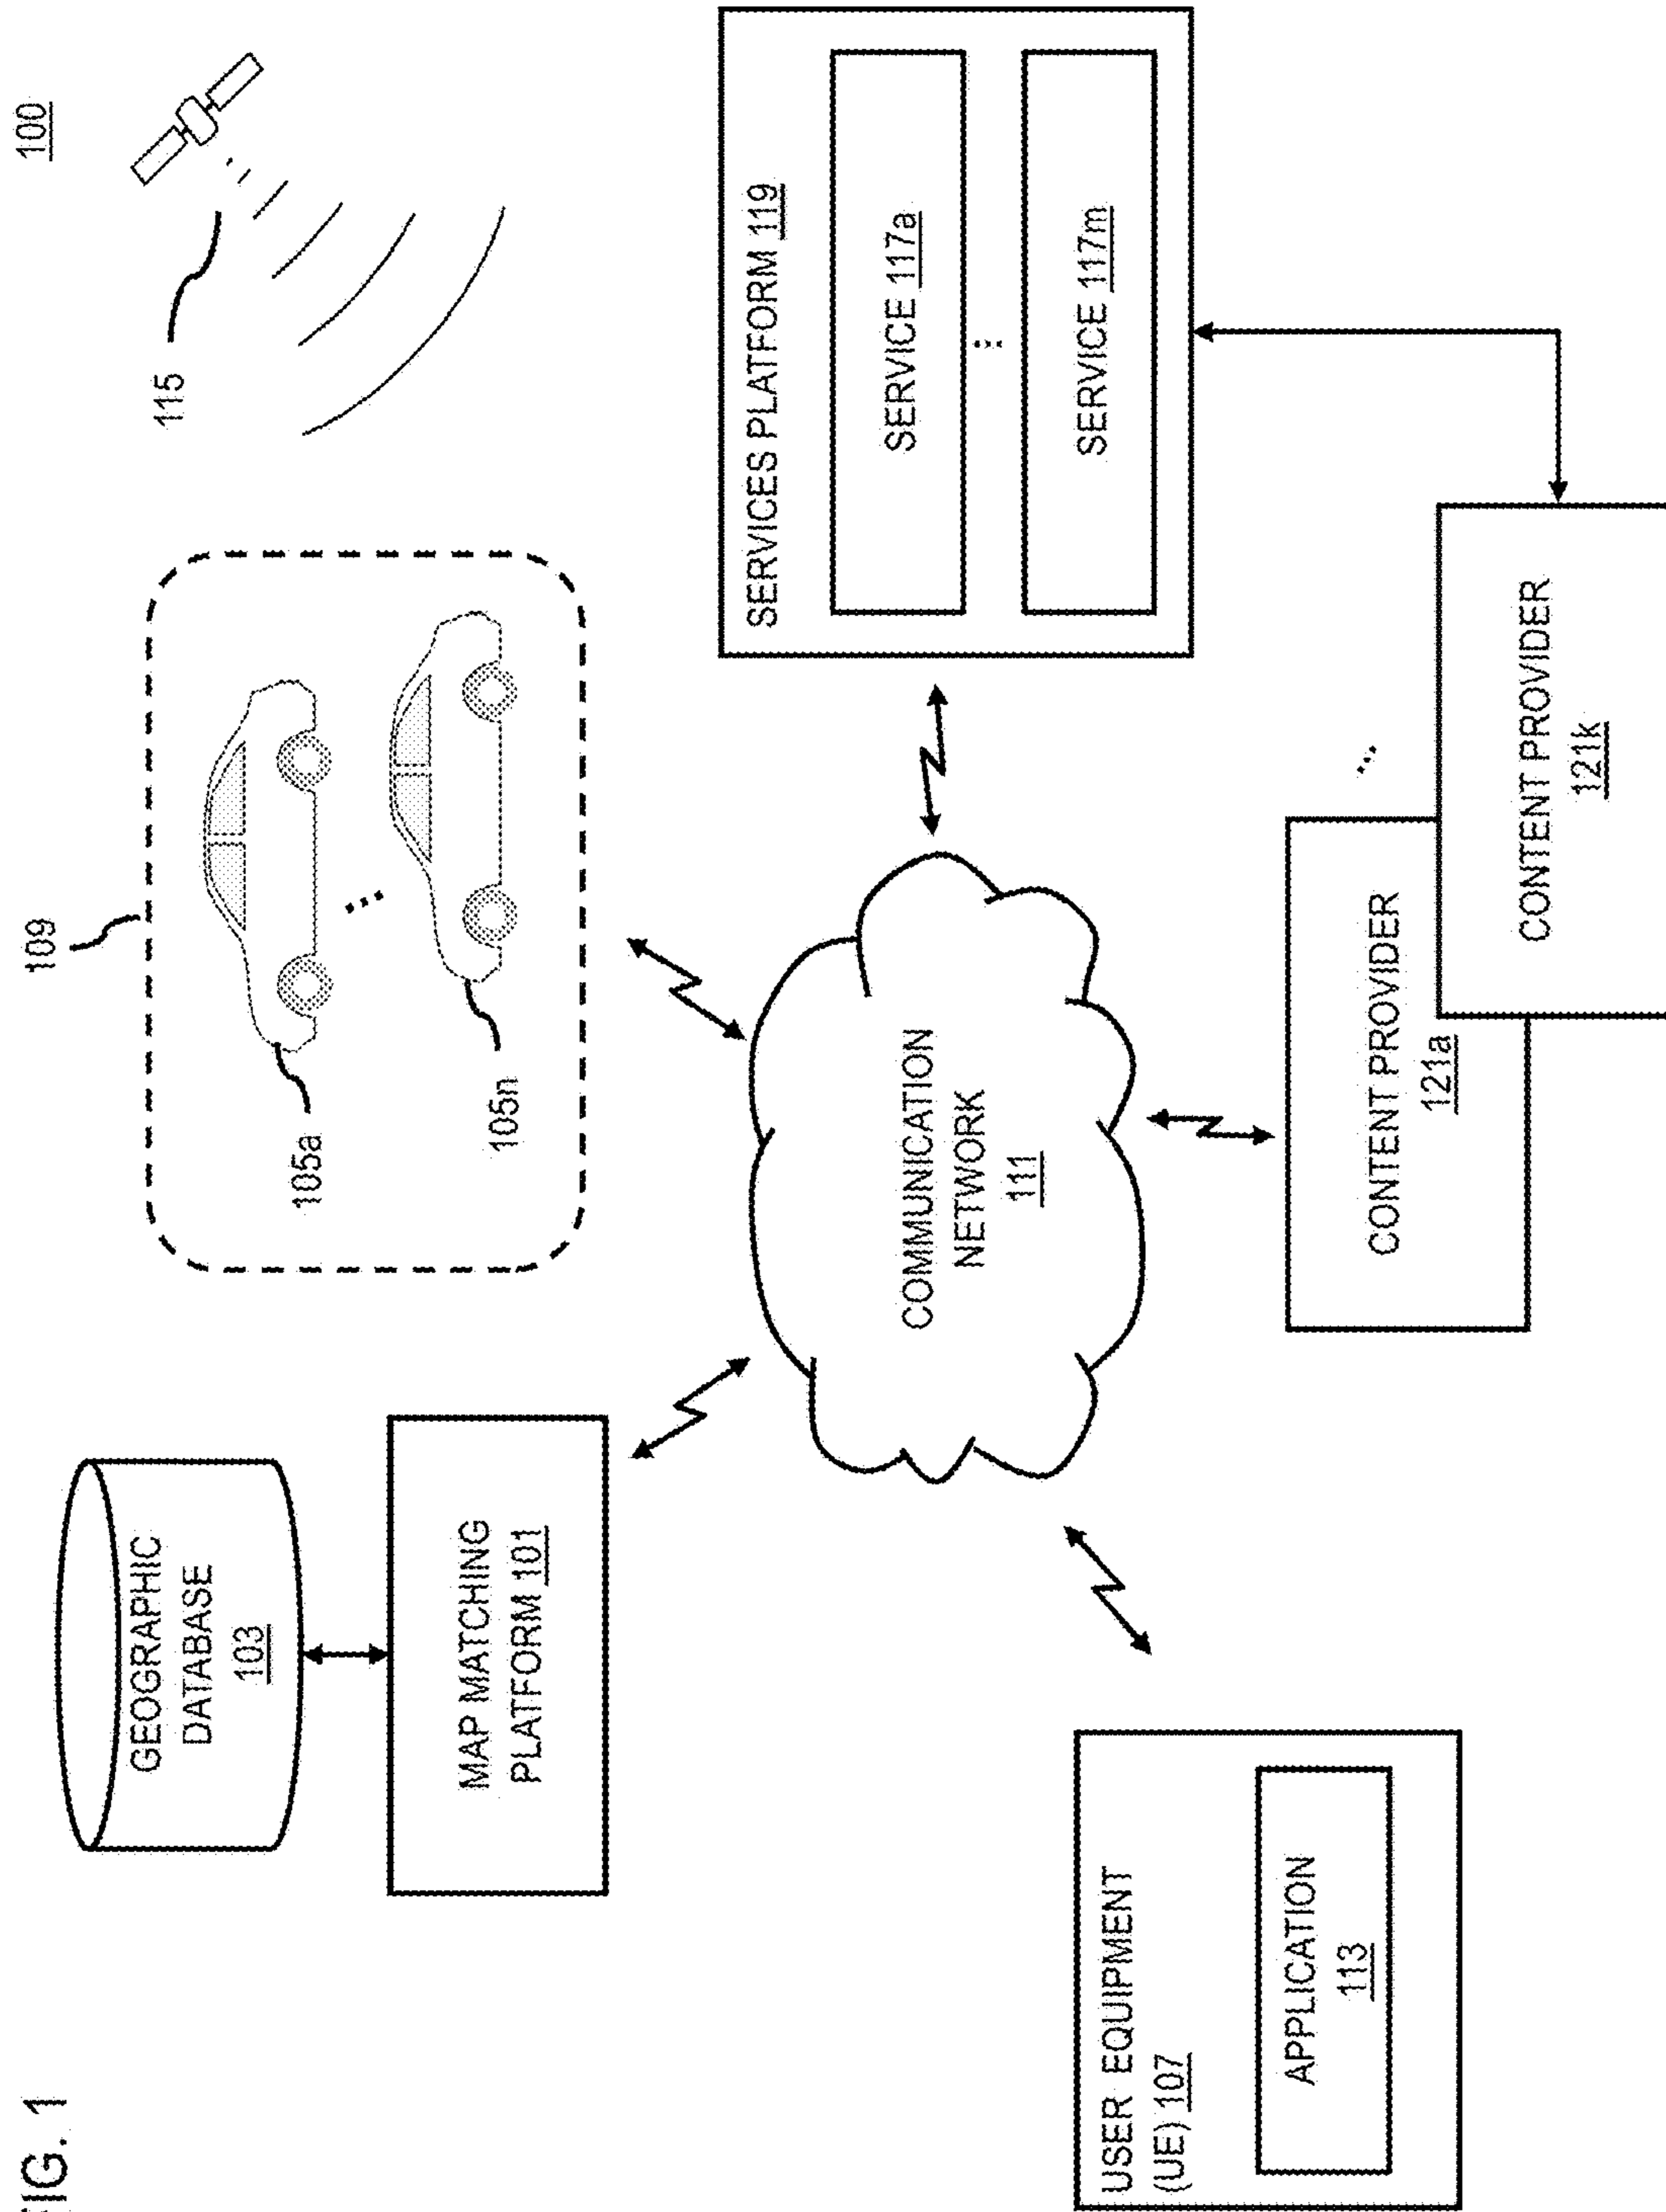 FIG. 1
100
GEOGRAPHIC
DATABASE
103
MAP MATCHING
PLATFORM 101
109
105a
...
105n
115
COMMUNICATION
NETWORK
111
SERVICES PLATFORM 119
SERVICE 117a
...
SERVICE 117m
USER EQUIPMENT
(UE) 107
APPLICATION
113
CONTENT PROVIDER
121a
...
CONTENT PROVIDER
121k